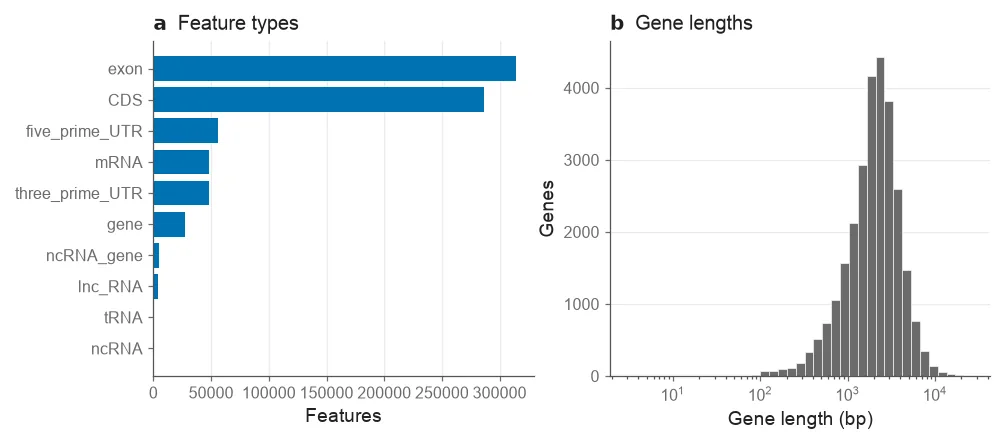 a Feature types
exon
CDS
five_prime_UTR
mRNA
three_prime_UTR
gene
ncRNA_gene
lnc_RNA
tRNA
ncRNA
0 50000 100000 150000 200000 250000 300000
Features
b Gene lengths
4000
3000
2000
1000
0
Genes
10¹ 10² 10³ 10⁴
Gene length (bp)